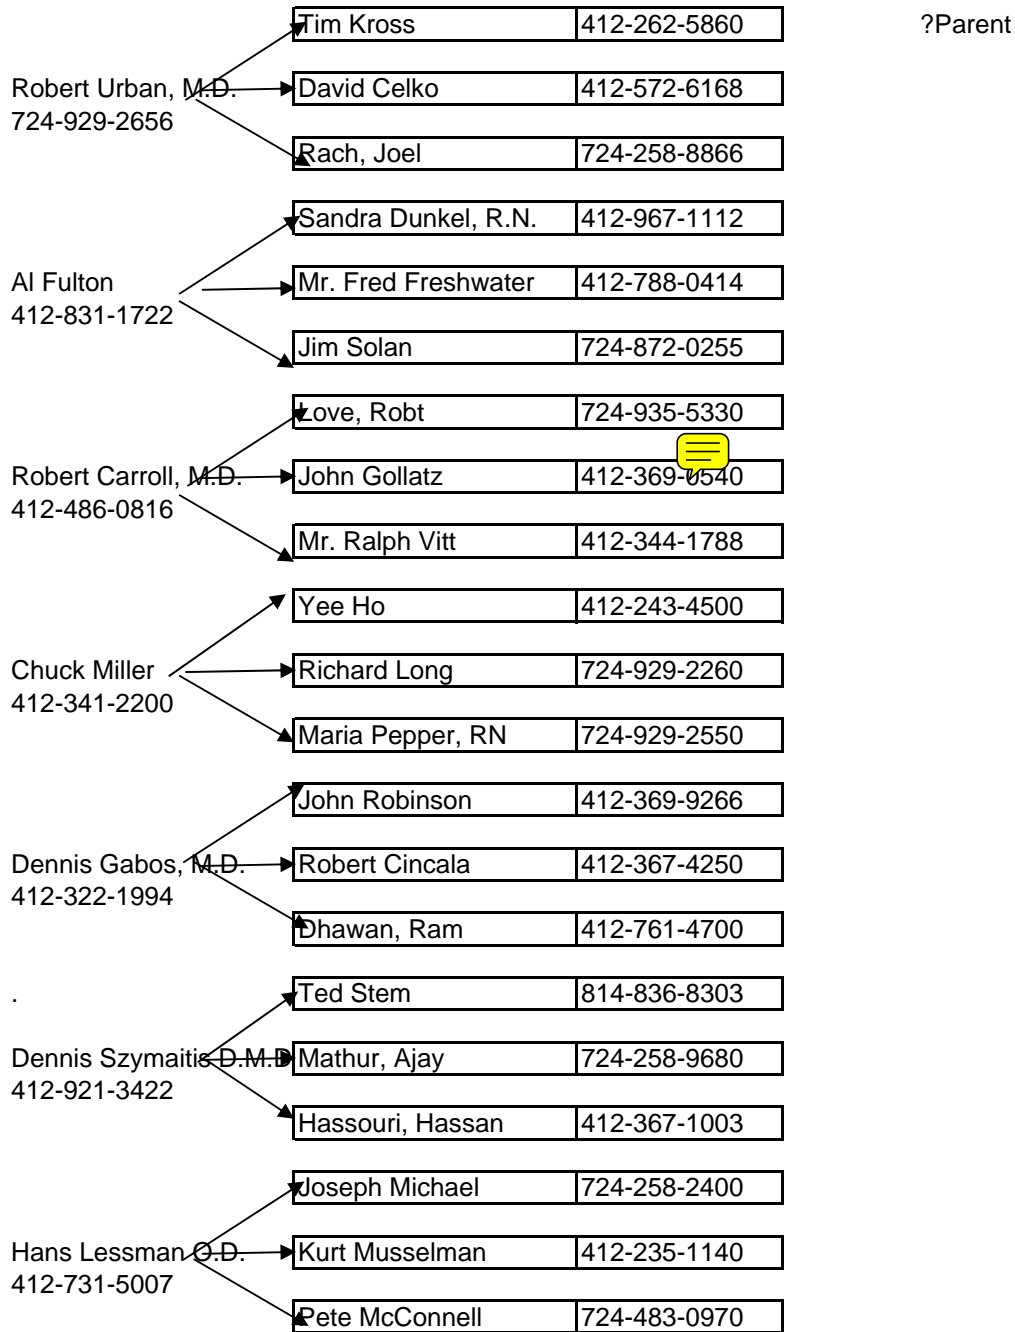 Tim Kross 412-262-5860 ?Parent
Robert Urban, M.D. David Celko 412-572-6168
724-929-2656
Rach, Joel 724-258-8866
Sandra Dunkel, R.N. 412-967-1112
Al Fulton Mr. Fred Freshwater 412-788-0414
412-831-1722
Jim Solan 724-872-0255
Love, Robt 724-935-5330
Robert Carroll, M.D. John Gollatz 412-369-0540
412-486-0816
Mr. Ralph Vitt 412-344-1788
Yee Ho 412-243-4500
Chuck Miller Richard Long 724-929-2260
412-341-2200
Maria Pepper, RN 724-929-2550
John Robinson 412-369-9266
Dennis Gabos, M.D. Robert Cincala 412-367-4250
412-322-1994
Dhawan, Ram 412-761-4700
. Ted Stem 814-836-8303
Dennis Szymaitis D.M.D Mathur, Ajay 724-258-9680
412-921-3422
Hassouri, Hassan 412-367-1003
Joseph Michael 724-258-2400
Hans Lessman O.D. Kurt Musselman 412-235-1140
412-731-5007
Pete McConnell 724-483-0970